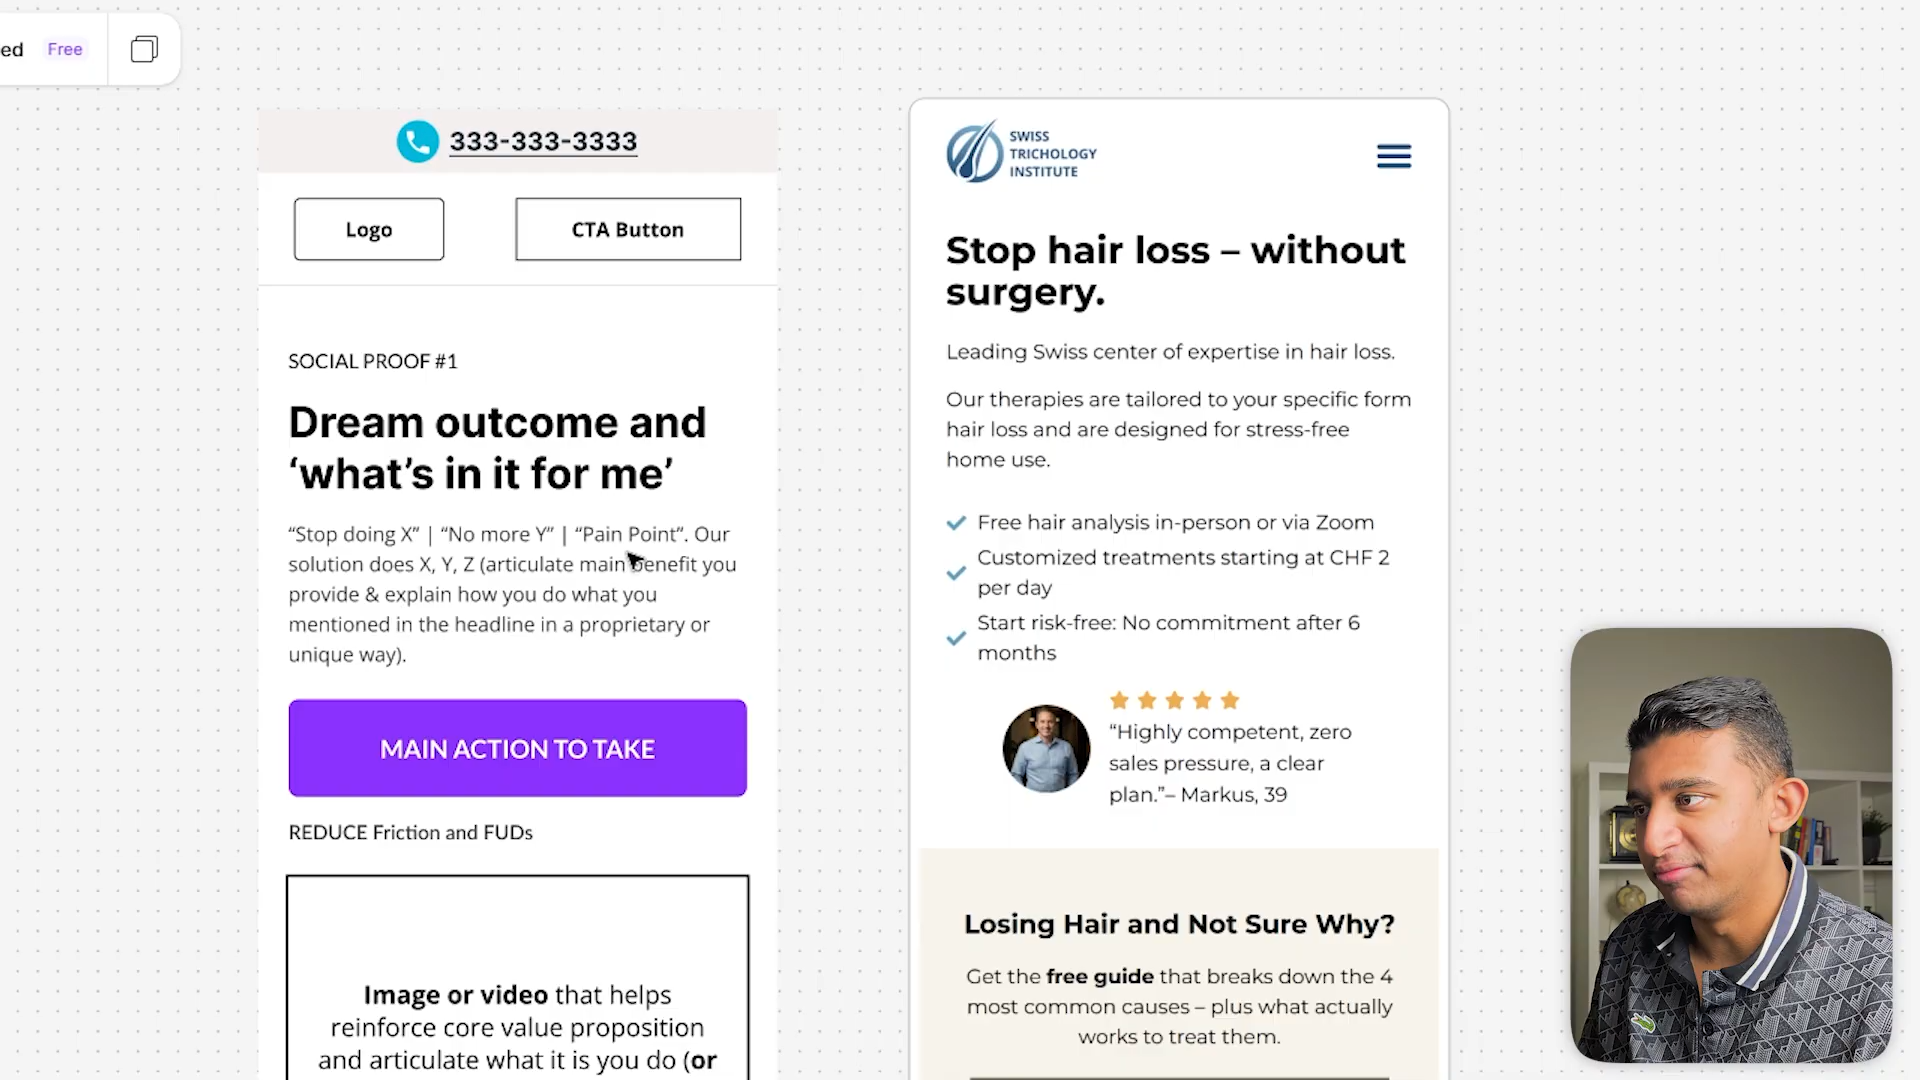 ed Free
333-333-3333
Logo
CTA Button
SOCIAL PROOF #1
Dream outcome and
‘what’s in it for me’
“Stop doing X” | “No more Y” | “Pain Point”. Our
solution does X, Y, Z (articulate main benefit you
provide & explain how you do what you
mentioned in the headline in a proprietary or
unique way).
MAIN ACTION TO TAKE
REDUCE Friction and FUDs
Image or video that helps
reinforce core value proposition
and articulate what it is you do (or
SWISS
TRICHOLOGY
INSTITUTE
Stop hair loss – without
surgery.
Leading Swiss center of expertise in hair loss.
Our therapies are tailored to your specific form
hair loss and are designed for stress-free
home use.
Free hair analysis in-person or via Zoom
Customized treatments starting at CHF 2
per day
Start risk-free: No commitment after 6
months
“Highly competent, zero
sales pressure, a clear
plan.”– Markus, 39
Losing Hair and Not Sure Why?
Get the free guide that breaks down the 4
most common causes – plus what actually
works to treat them.